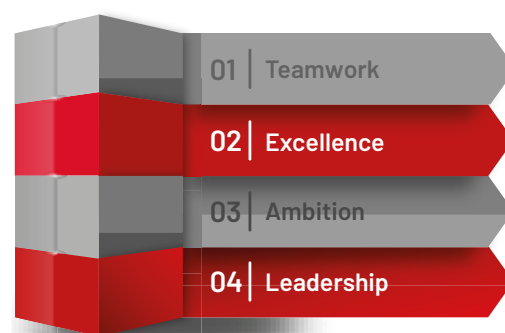 01 | Teamwork
02 | Excellence
03 | Ambition
04 | Leadership